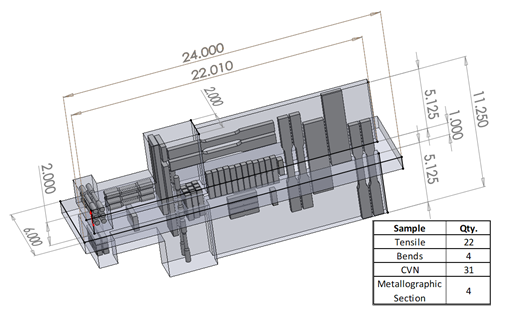 24.000
22.010
2.000
5.125
11.250
1.000
5.125
2.000
6.000
Sample Qty.
Tensile 22
Bends 4
CVN 31
Metallographic
Section 4